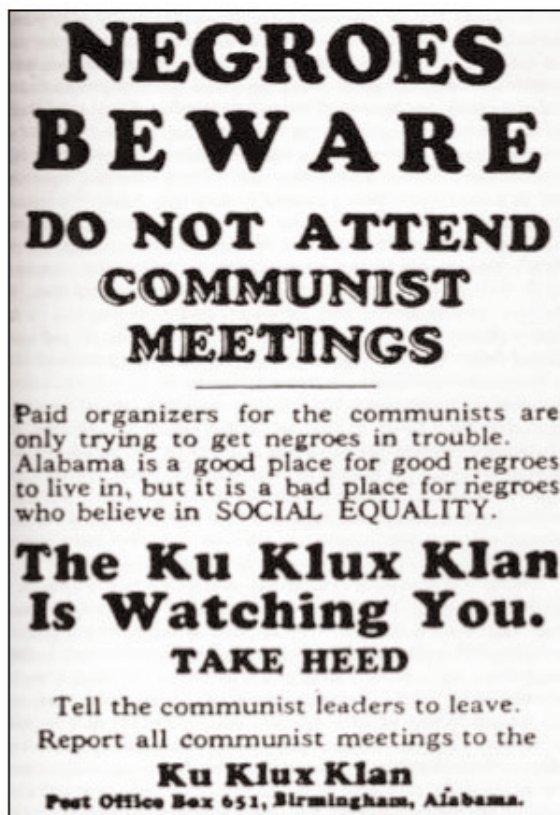 NEGROES
BEWARE
DO NOT ATTEND
COMMUNIST
MEETINGS
Paid organizers for the communists are
only trying to get negroes in trouble.
Alabama is a good place for good negroes
to live in, but it is a bad place for negroes
who believe in SOCIAL EQUALITY.
The Ku Klux Klan
Is Watching You.
TAKE HEED
Tell the communist leaders to leave.
Report all communist meetings to the
Ku Klux Klan
Post Office Box 651, Birmingham, Alabama.